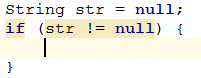 String str = null;
if (str != null) {
}